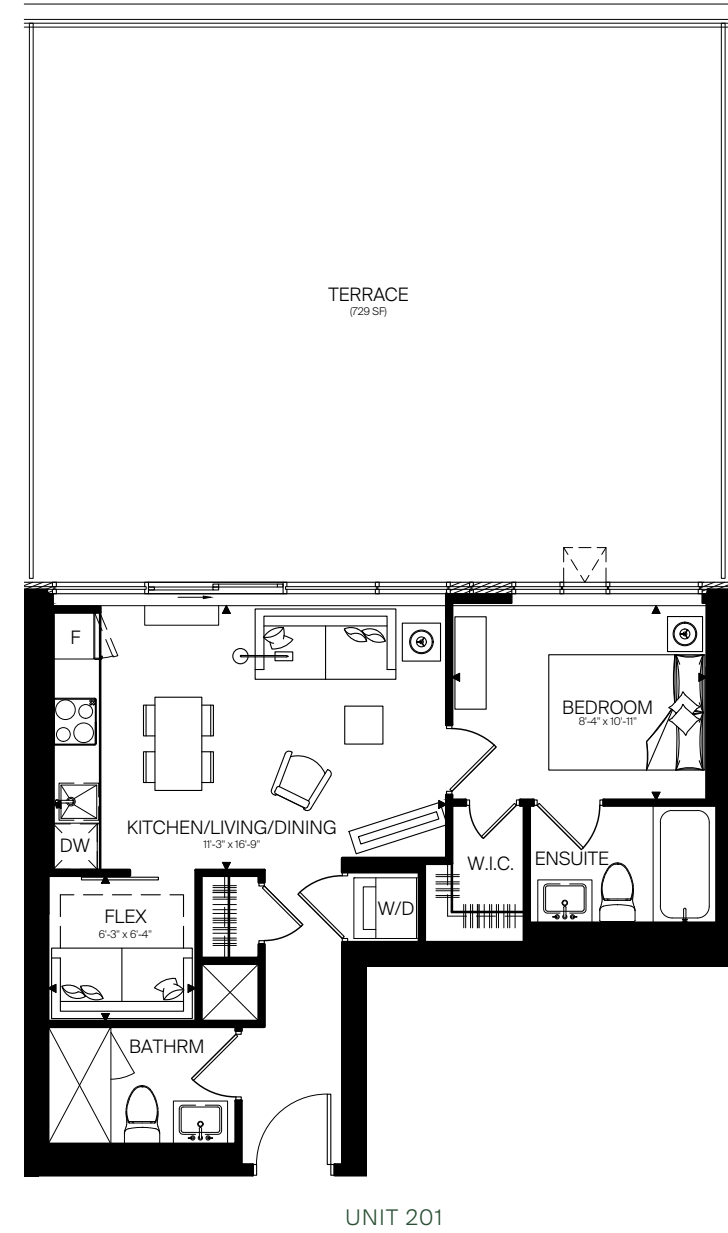 TERRACE
(729 SF)
F
BEDROOM
8'-4" x 10'-11"
KITCHEN/LIVING/DINING
11'-3" x 16'-9"
DW
W.I.C.
ENSUITE
W/D
FLEX
6'-3" x 6'-4"
BATHRM
UNIT 201